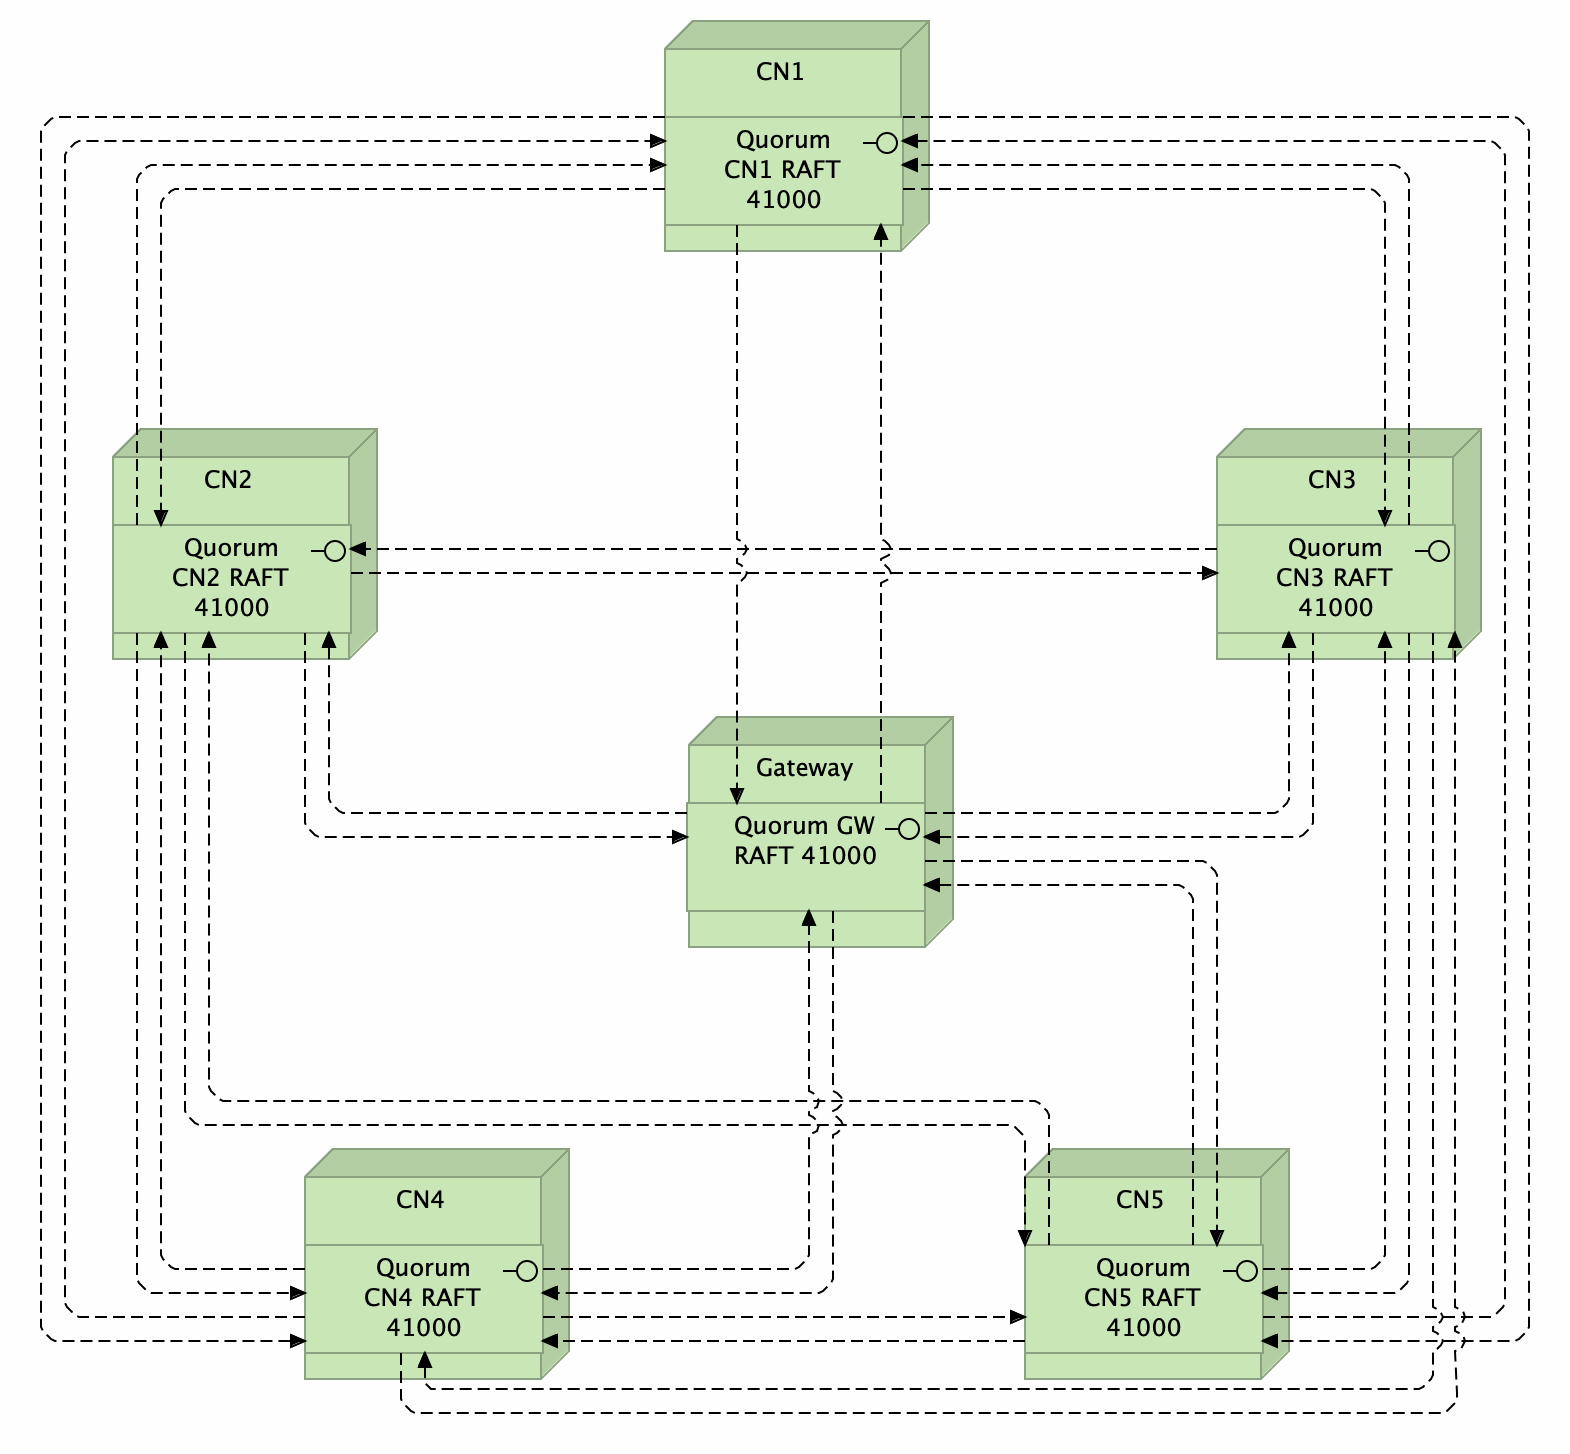 CN1
Quorum
CN1 RAFT
41000
CN2
Quorum
CN2 RAFT
41000
CN3
Quorum
CN3 RAFT
41000
Gateway
Quorum GW
RAFT 41000
CN4
Quorum
CN4 RAFT
41000
CN5
Quorum
CN5 RAFT
41000